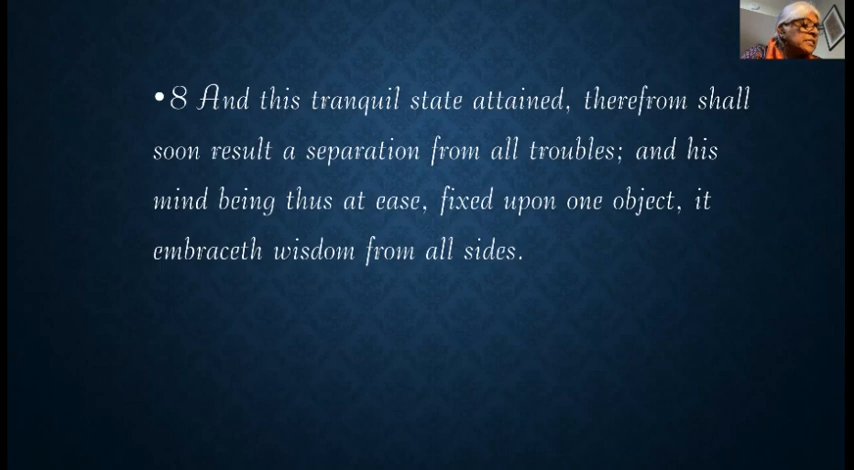 •8 And this tranquil state attained, therefrom shall
soon result a separation from all troubles; and his
mind being thus at ease, fixed upon one object, it
embraceth wisdom from all sides.